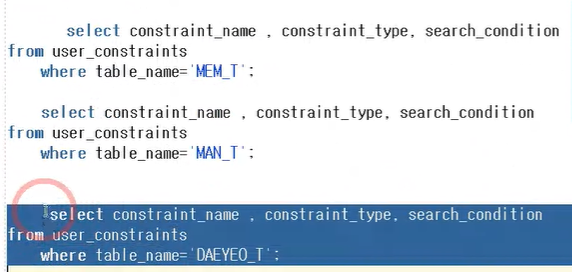 select constraint_name , constraint_type, search_condition
from user_constraints
where table_name='MEM_T';
select constraint_name , constraint_type, search_condition
from user_constraints
where table_name='MAN_T';
select constraint_name , constraint_type, search_condition
from user_constraints
where table_name='DAEYEO_T';